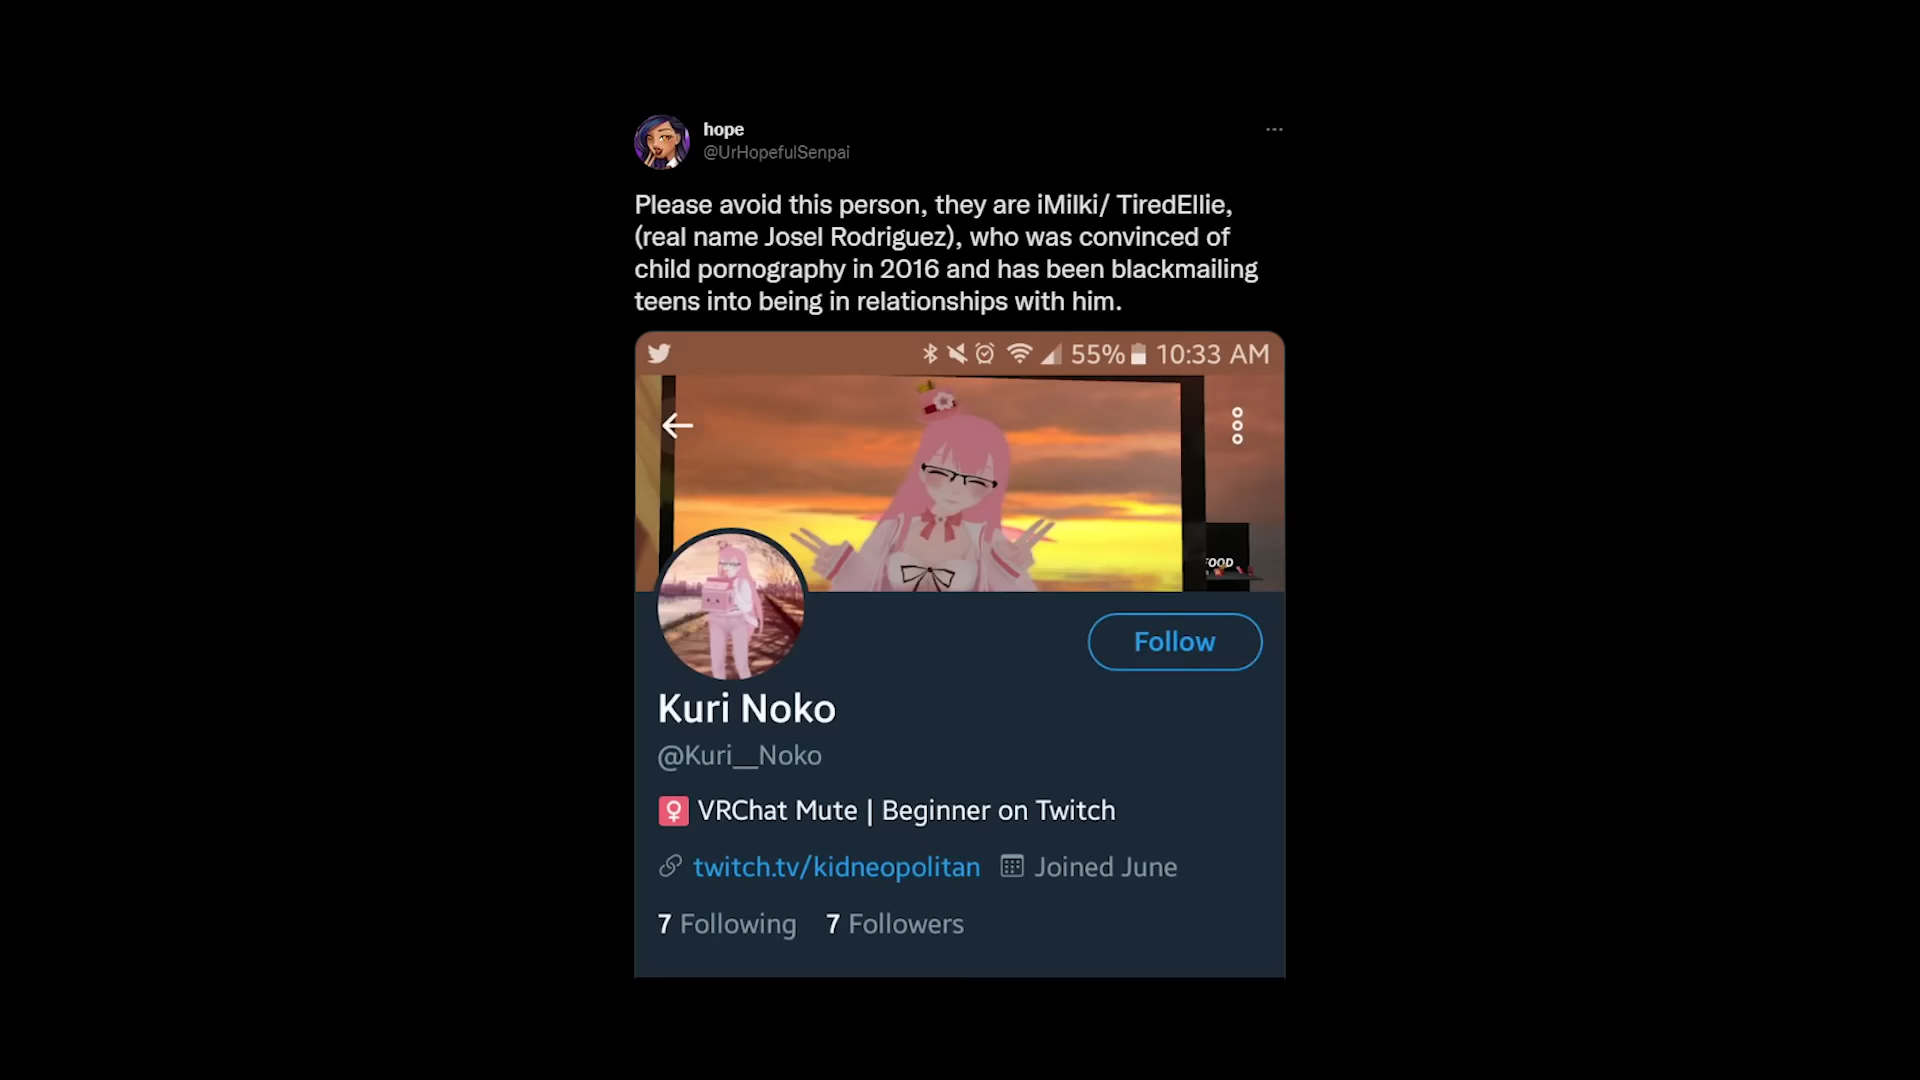 hope
@UrHopefulSenpai
Please avoid this person, they are iMilki/ TiredEllie,
(real name Josel Rodriguez), who was convinced of
child pornography in 2016 and has been blackmailing
teens into being in relationships with him.
55% 10:33 AM
FOOD
Follow
Kuri Noko
@Kuri__Noko
VRChat Mute | Beginner on Twitch
twitch.tv/kidneopolitan Joined June
7 Following 7 Followers